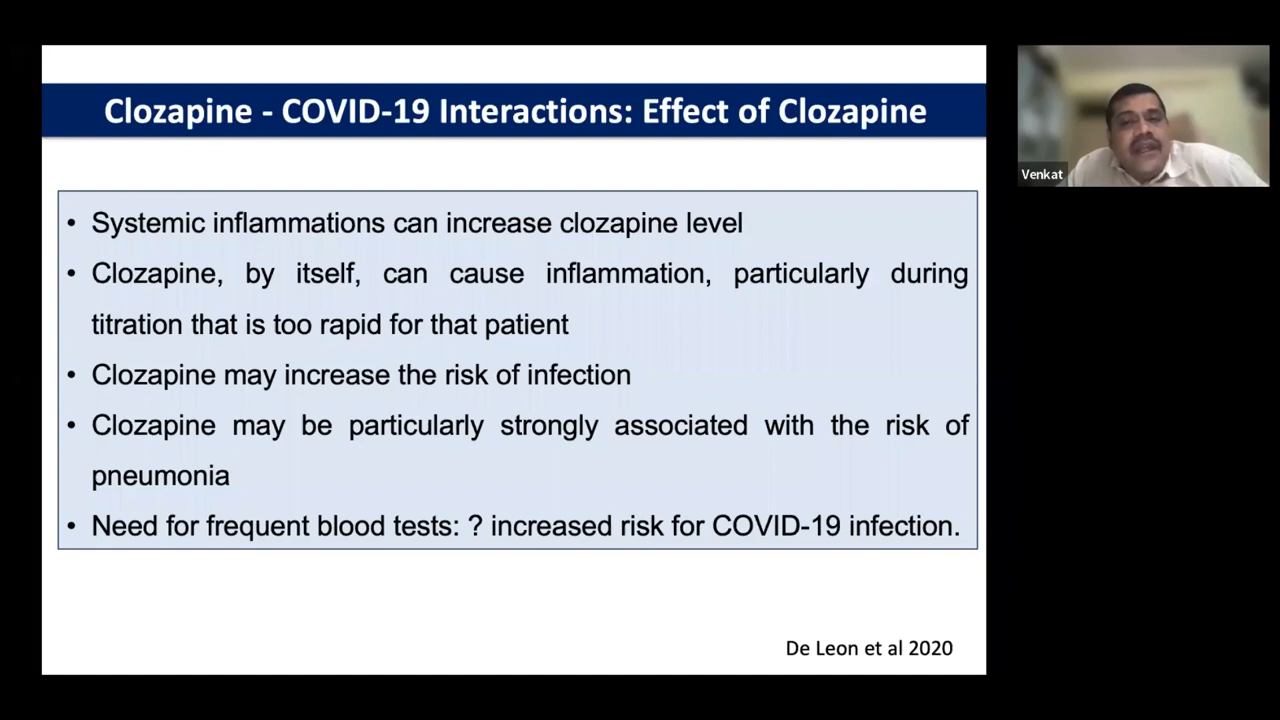 Clozapine - COVID-19 Interactions: Effect of Clozapine
• Systemic inflammations can increase clozapine level
• Clozapine, by itself, can cause inflammation, particularly during
titration that is too rapid for that patient
• Clozapine may increase the risk of infection
• Clozapine may be particularly strongly associated with the risk of
pneumonia
• Need for frequent blood tests: ? increased risk for COVID-19 infection.
De Leon et al 2020
Venkat